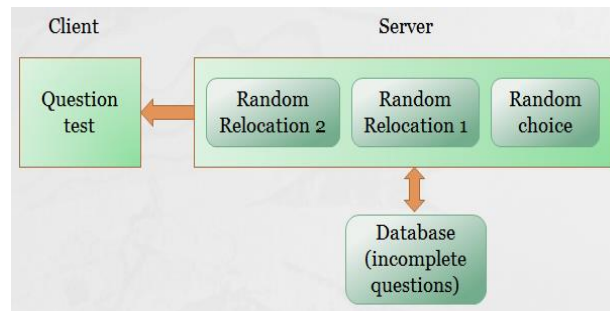 Client
Server
Question
test
Random
Relocation 2
Random
Relocation 1
Random
choice
Database
(incomplete
questions)